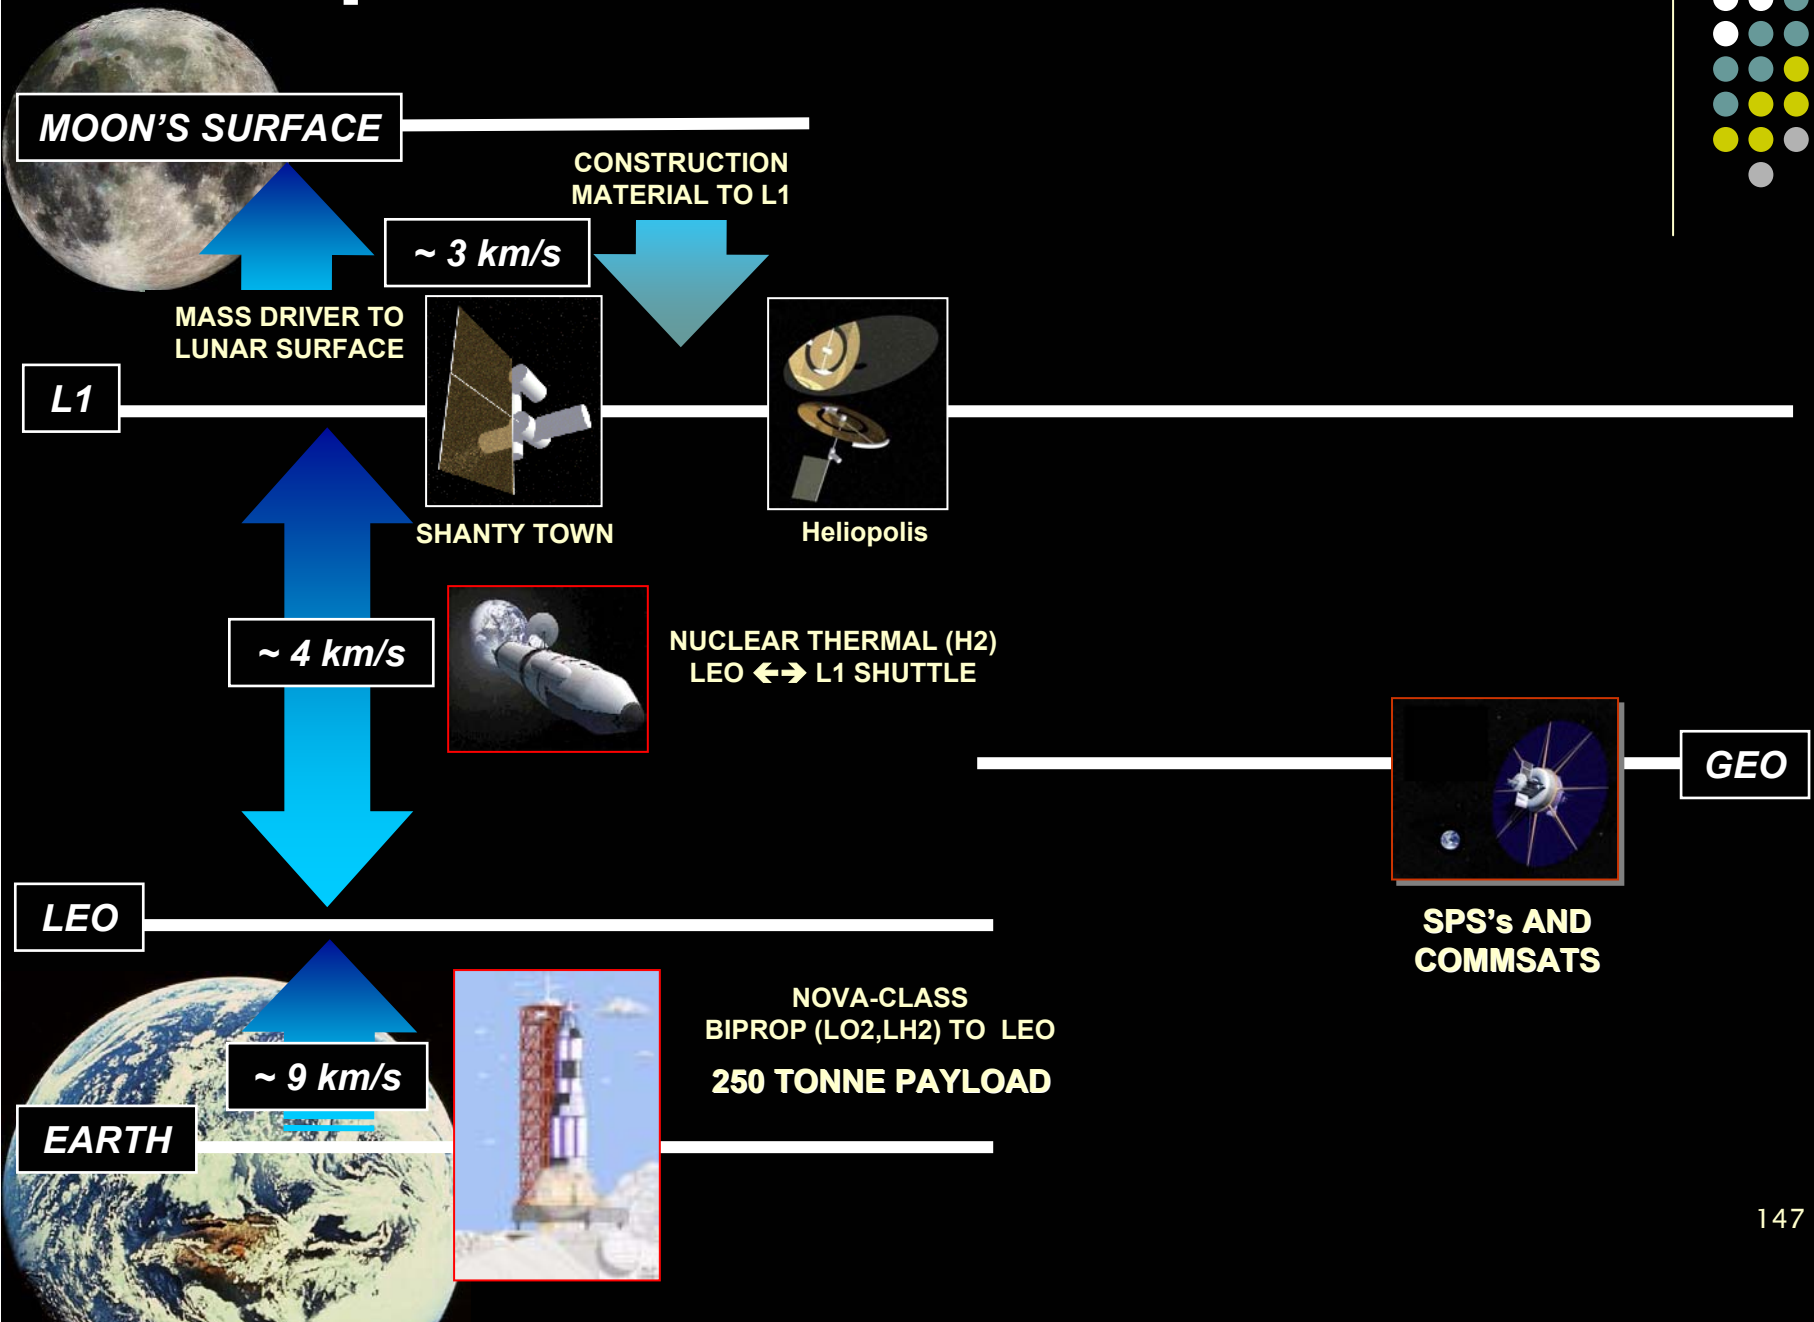 MOON'S SURFACE
CONSTRUCTION
MATERIAL TO L1
~ 3 km/s
MASS DRIVER TO
LUNAR SURFACE
L1
SHANTY TOWN
Heliopolis
~ 4 km/s
NUCLEAR THERMAL (H2)
LEO ←→ L1 SHUTTLE
GEO
SPS's AND
COMMSATS
LEO
NOVA-CLASS
BIPROP (LO2,LH2) TO LEO
250 TONNE PAYLOAD
~ 9 km/s
EARTH
147